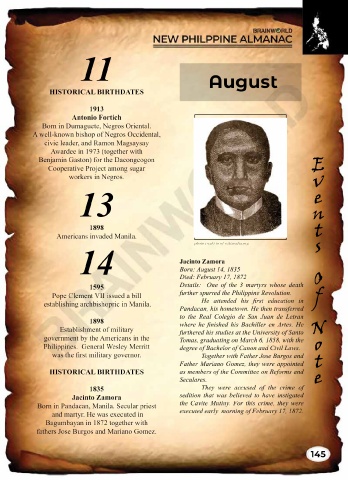 BRAINWORLD
NEW PHILPPINE ALMANAC
11
HISTORICAL BIRTHDATES
1913
Antonio Fortich
Born in Dumaguete, Negros Oriental.
A well-known bishop of Negros Occidental,
civic leader, and Ramon Magsaysay
Awardee in 1973 (together with
Benjamin Gaston) for the Dacongcogon
Cooperative Project among sugar
workers in Negros.
13
1898
Americans invaded Manila.
14
1595
Pope Clement VII issued a bill
establishing archbishopric in Manila.
1898
Establishment of military
government by the Americans in the
Philippines. General Wesley Merritt
was the first military governor.
HISTORICAL BIRTHDATES
1835
Jacinto Zamora
Born in Pandacan, Manila. Secular priest
and martyr. He was executed in
Bagumbayan in 1872 together with
fathers Jose Burgos and Mariano Gomez.
August
Jacinto Zamora
Born: August 14, 1835
Died: February 17, 1872
Details: One of the 3 martyrs whose death
further spurred the Philippine Revolution.
He attended his first education in
Pandacan, his hometown. He then transferred
to the Real Colegio de San Juan de Letran
where he finished his Bachiller en Artes. He
furthered his studies at the University of Santo
Tomas, graduating on March 6, 1858, with the
degree of Bachelor of Canon and Civil Laws.
Together with Father Jose Burgos and
Father Mariano Gomez, they were appointed
as members of the Committee on Reforms and
Seculares.
They were accused of the crime of
sedition that was believed to have instigated
the Cavite Mutiny. For this crime, they were
executed early morning of February 17, 1872.
Events Of Note
145